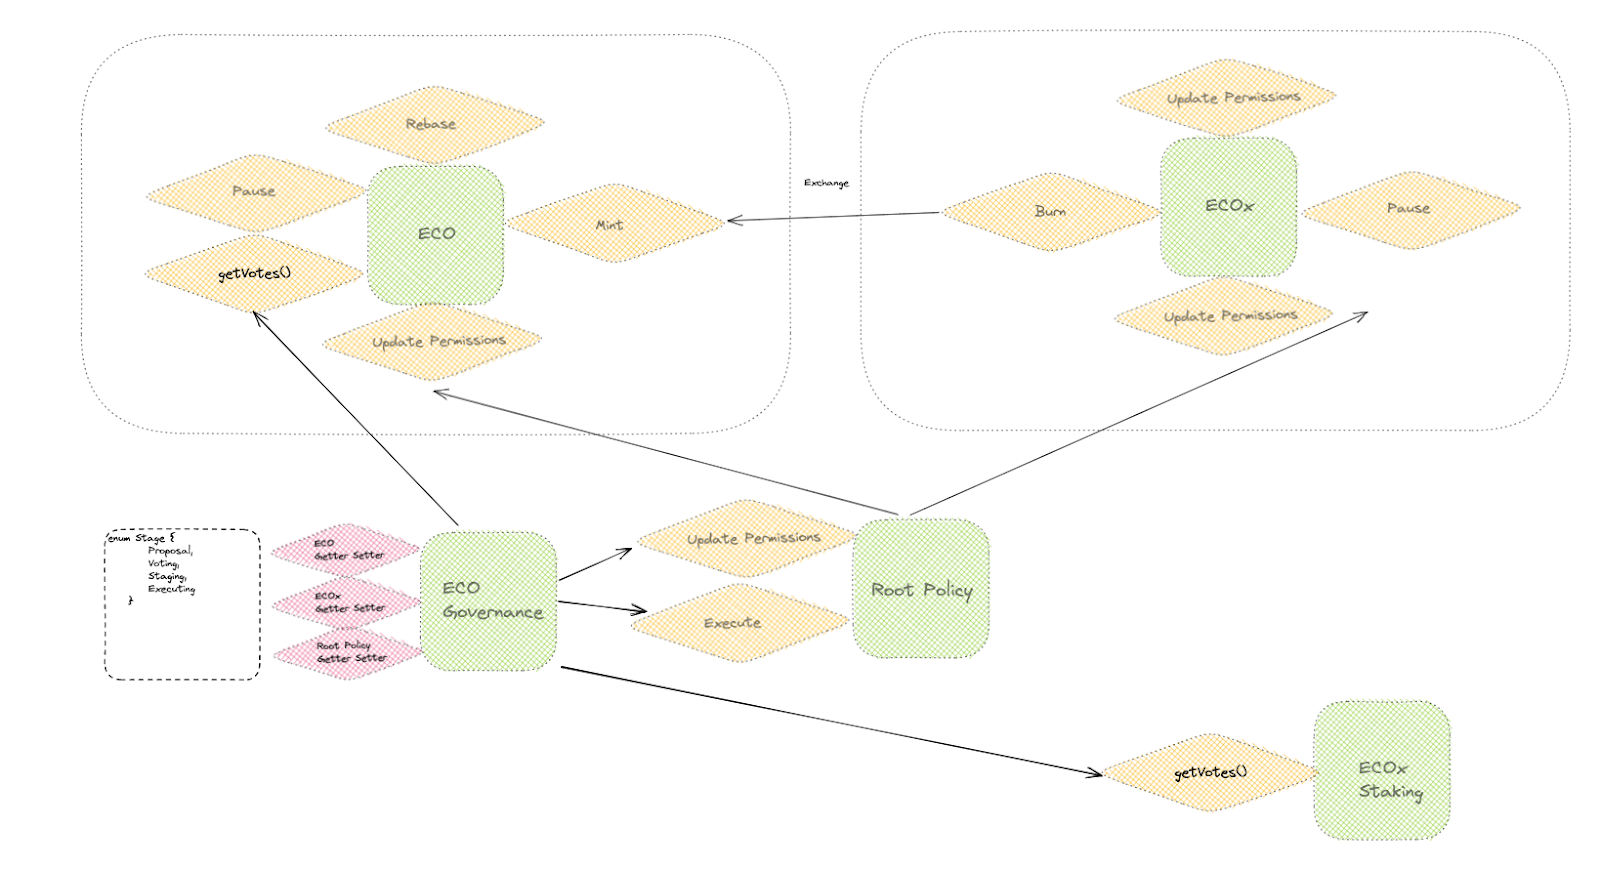 Rebase
Pause
ECO
Mint
getVotes()
Update Permissions
Exchange
Update Permissions
Burn
ECOx
Pause
Update Permissions
enum Stage {
Proposal,
Voting,
Staging,
Executing
}
ECO
Getter Setter
ECOx
Getter Setter
Root Policy
Getter Setter
ECO
Governance
Update Permissions
Execute
Root Policy
getVotes()
ECOx
Staking